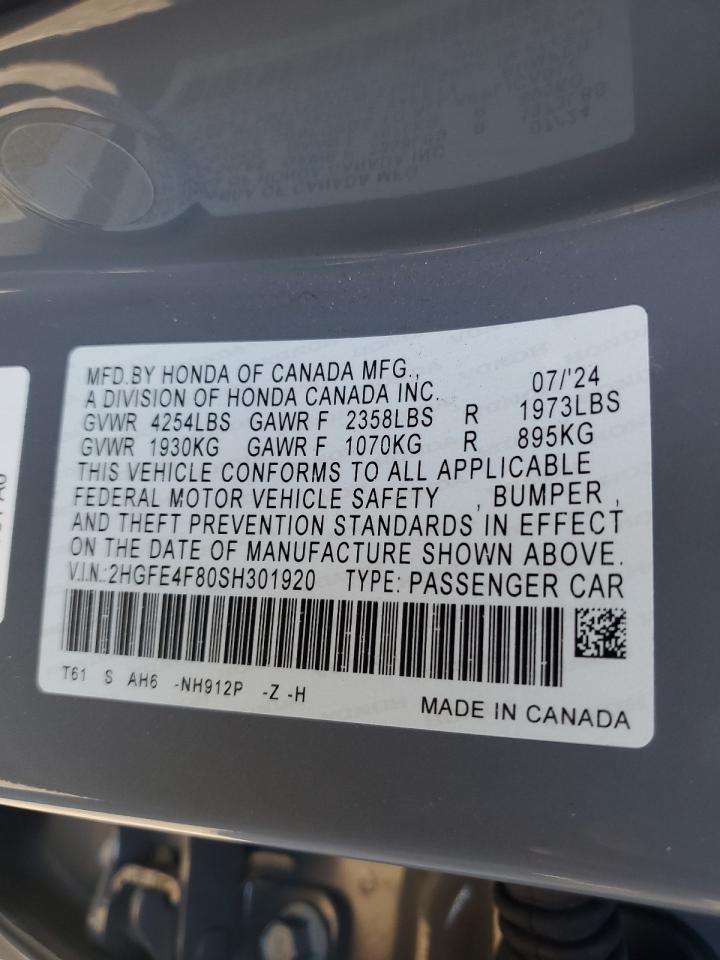 MFD.BY HONDA OF CANADA MFG.,
A DIVISION OF HONDA CANADA INC. 07/'24
GVWR 4254LBS GAWR F 2358LBS R 1973LBS
GVWR 1930KG GAWR F 1070KG R 895KG
THIS VEHICLE CONFORMS TO ALL APPLICABLE
FEDERAL MOTOR VEHICLE SAFETY , BUMPER ,
AND THEFT PREVENTION STANDARDS IN EFFECT
ON THE DATE OF MANUFACTURE SHOWN ABOVE.
V.I.N.:2HGFE4F80SH301920 TYPE: PASSENGER CAR
T61 S AH6 -NH912P -Z -H
MADE IN CANADA